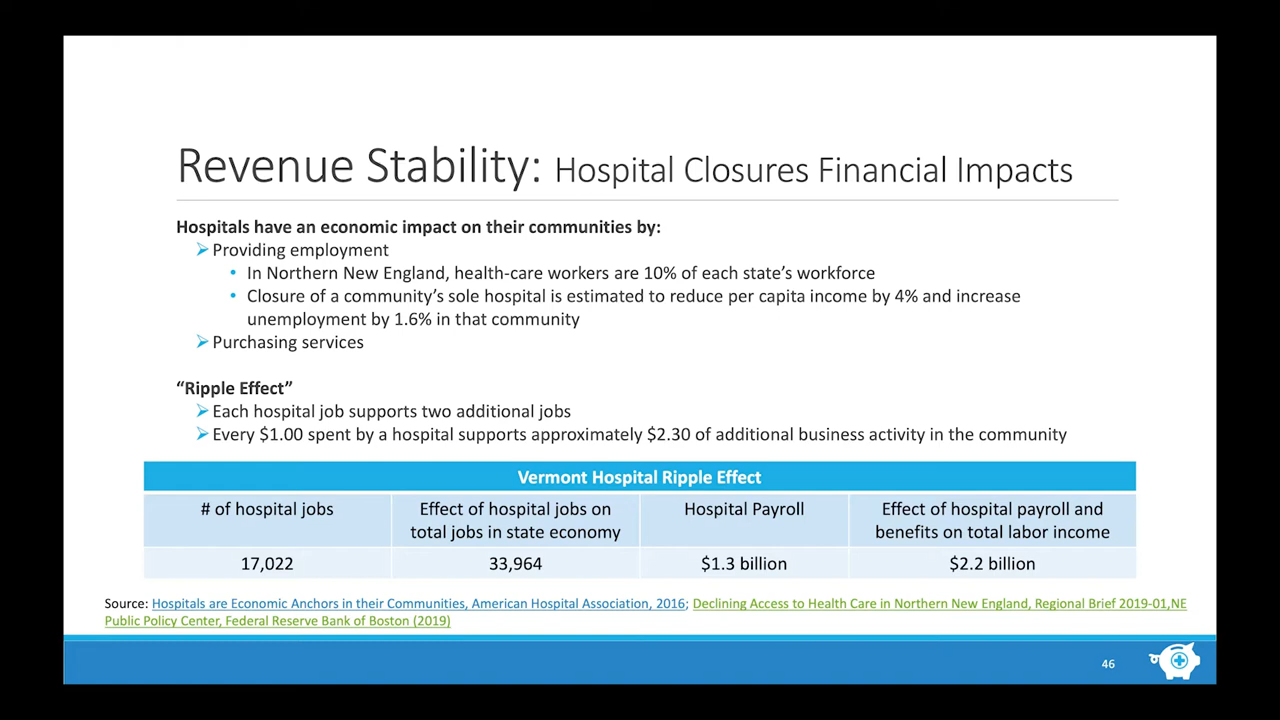 Revenue Stability: Hospital Closures Financial Impacts
Hospitals have an economic impact on their communities by:
Providing employment
In Northern New England, health-care workers are 10% of each state's workforce
Closure of a community's sole hospital is estimated to reduce per capita income by 4% and increase
unemployment by 1.6% in that community
Purchasing services
“Ripple Effect”
Each hospital job supports two additional jobs
Every $1.00 spent by a hospital supports approximately $2.30 of additional business activity in the community
Vermont Hospital Ripple Effect
# of hospital jobs
Effect of hospital jobs on
total jobs in state economy
Hospital Payroll
Effect of hospital payroll and
benefits on total labor income
17,022
33,964
$1.3 billion
$2.2 billion
Source: Hospitals are Economic Anchors in their Communities, American Hospital Association, 2016; Declining Access to Health Care in Northern New England, Regional Brief 2019-01,NE
Public Policy Center, Federal Reserve Bank of Boston (2019)
46